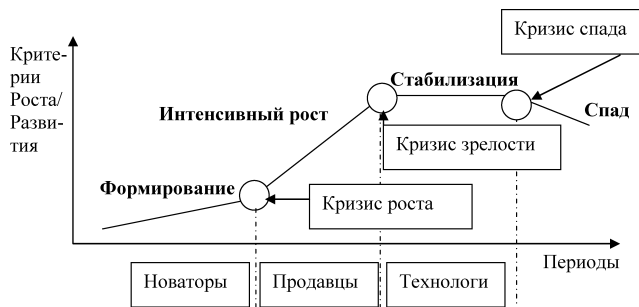 Кризис спада
Крите-
рии
Роста/
Разви-
тия
Стабилизация
Интенсивный рост
Спад
Кризис зрелости
Формирование
Кризис роста
Периоды
Новаторы
Продавцы
Технологи